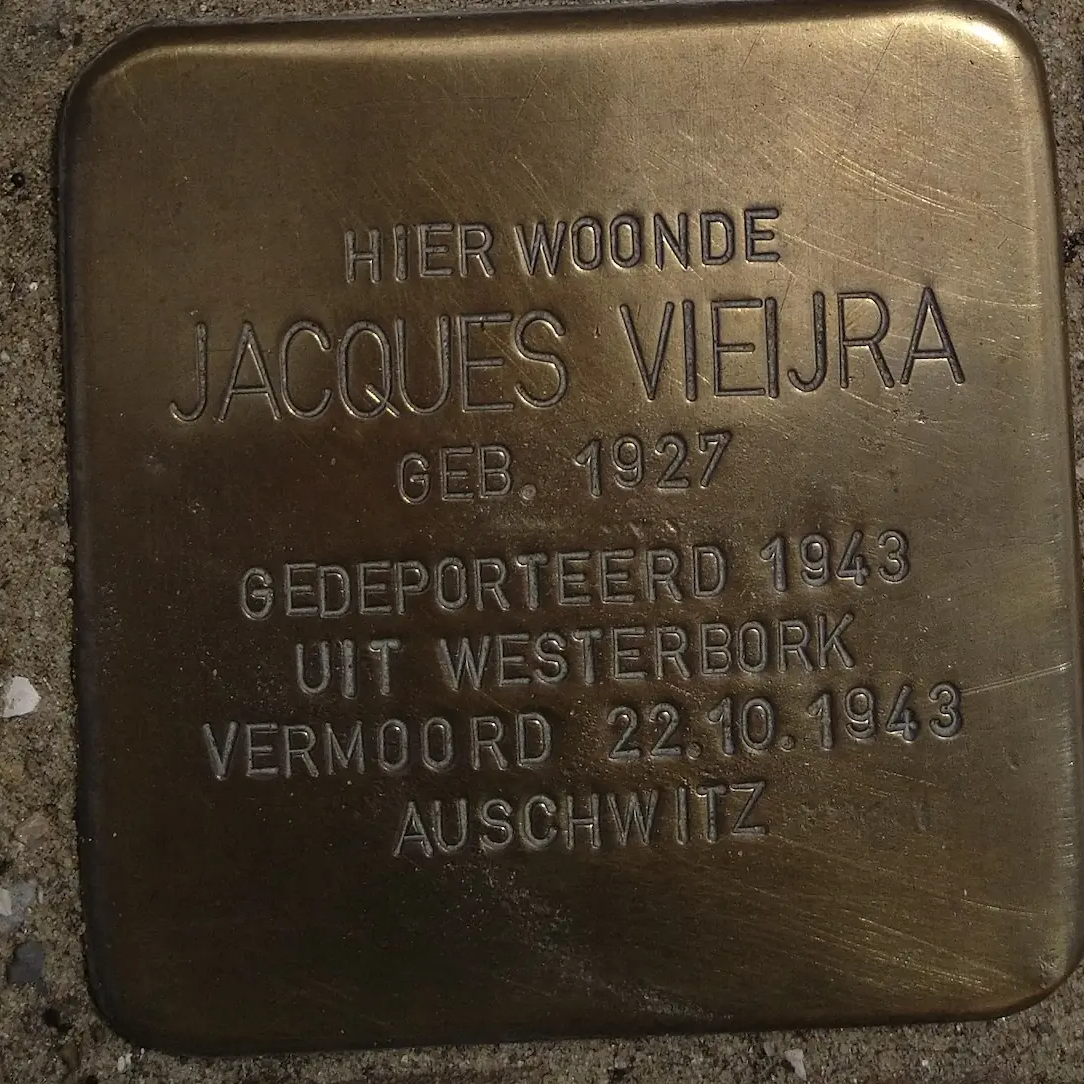 HIER WOONDE
JACQUES VIEIJRA
GEB. 1927
GEDEPORTEERD 1943
UIT WESTERBORK
VERMOORD 22.10.1943
AUSCHWITZ